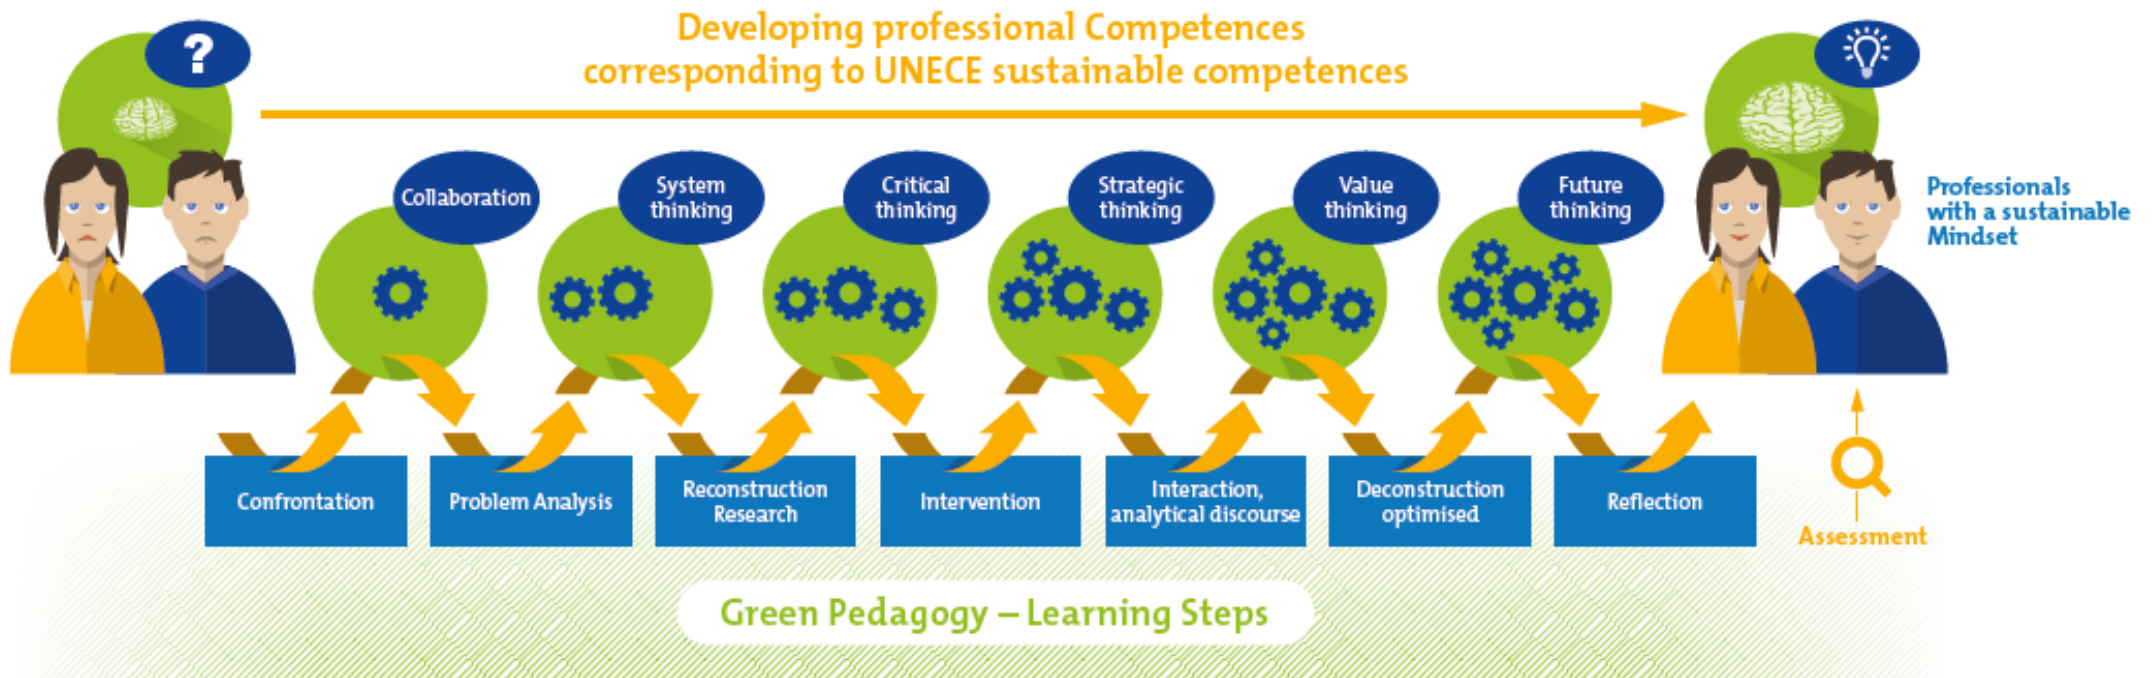 Developing professional Competences
corresponding to UNECE sustainable competences
?
Collaboration
System
thinking
Critical
thinking
Strategic
thinking
Value
thinking
Future
thinking
Professionals
with a sustainable
Mindset
Confrontation
Problem Analysis
Reconstruction
Research
Intervention
Interaction,
analytical discourse
Deconstruction
optimised
Reflection
Assessment
Green Pedagogy – Learning Steps